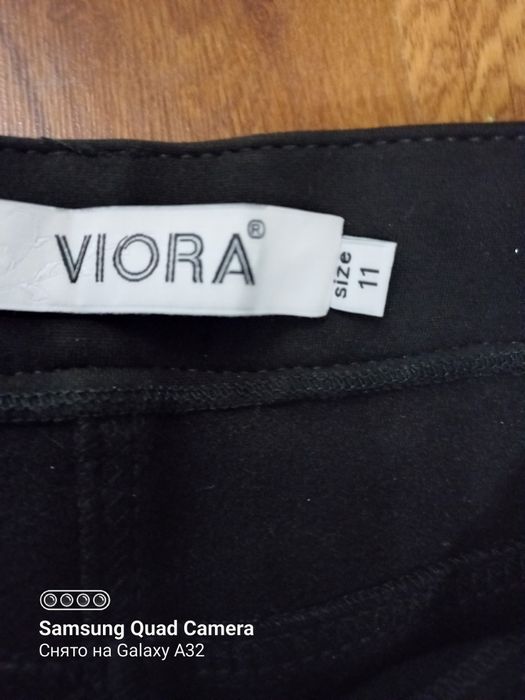 VIORA®
size 11
Samsung Quad Camera
Снято на Galaxy A32